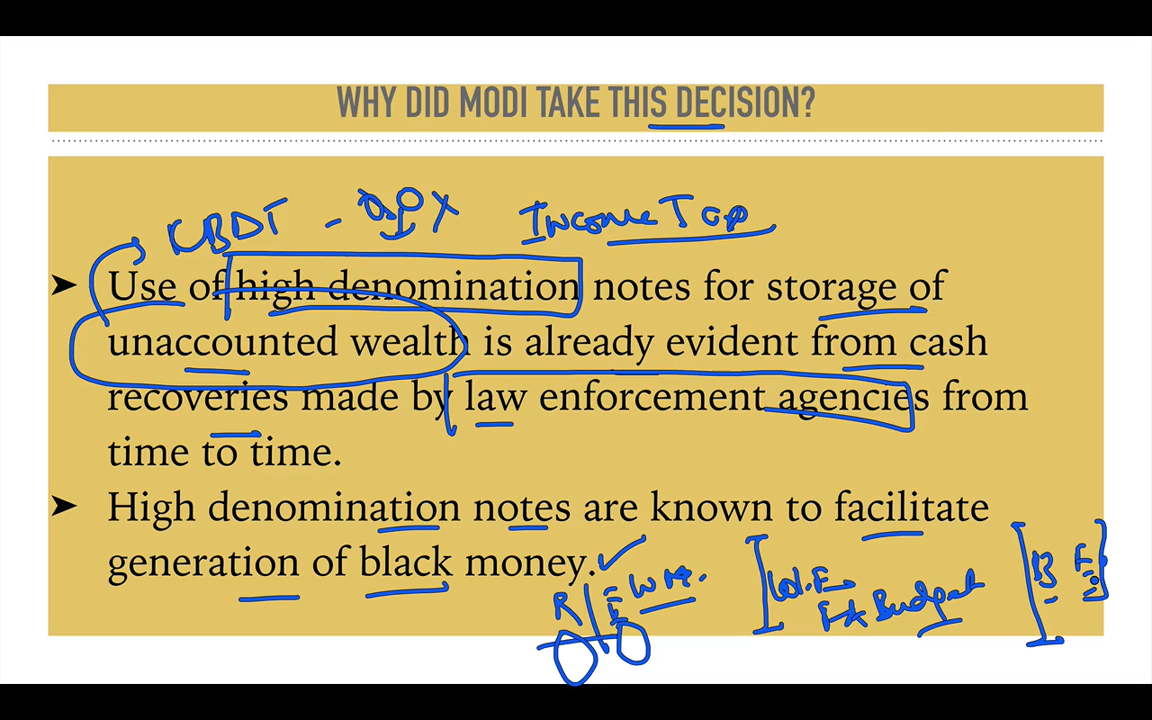 WHY DID MODI TAKE THIS DECISION?
CBDT - Income Tax
➤ Use of high denomination notes for storage of
unaccounted wealth is already evident from cash
recoveries made by law enforcement agencies from
time to time.
➤ High denomination notes are known to facilitate
generation of black money.
R E W M.
Budget
B E